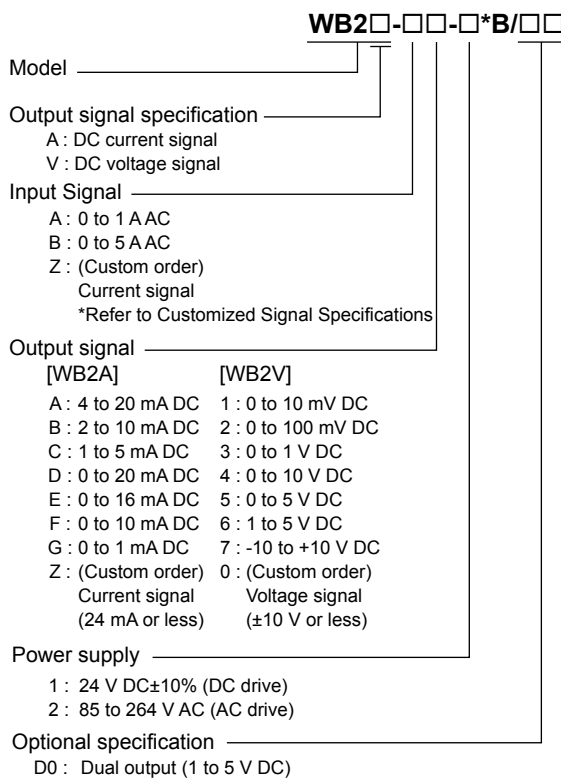 WB2□-□□-□*B/□□
Model
Output signal specification
A : DC current signal
V : DC voltage signal
Input Signal
A : 0 to 1 A AC
B : 0 to 5 A AC
Z : (Custom order)
Current signal
*Refer to Customized Signal Specifications
Output signal
[WB2A] [WB2V]
A : 4 to 20 mA DC 1 : 0 to 10 mV DC
B : 2 to 10 mA DC 2 : 0 to 100 mV DC
C : 1 to 5 mA DC 3 : 0 to 1 V DC
D : 0 to 20 mA DC 4 : 0 to 10 V DC
E : 0 to 16 mA DC 5 : 0 to 5 V DC
F : 0 to 10 mA DC 6 : 1 to 5 V DC
G : 0 to 1 mA DC 7 : -10 to +10 V DC
Z : (Custom order) 0 : (Custom order)
Current signal Voltage signal
(24 mA or less) (±10 V or less)
Power supply
1 : 24 V DC±10% (DC drive)
2 : 85 to 264 V AC (AC drive)
Optional specification
D0 : Dual output (1 to 5 V DC)